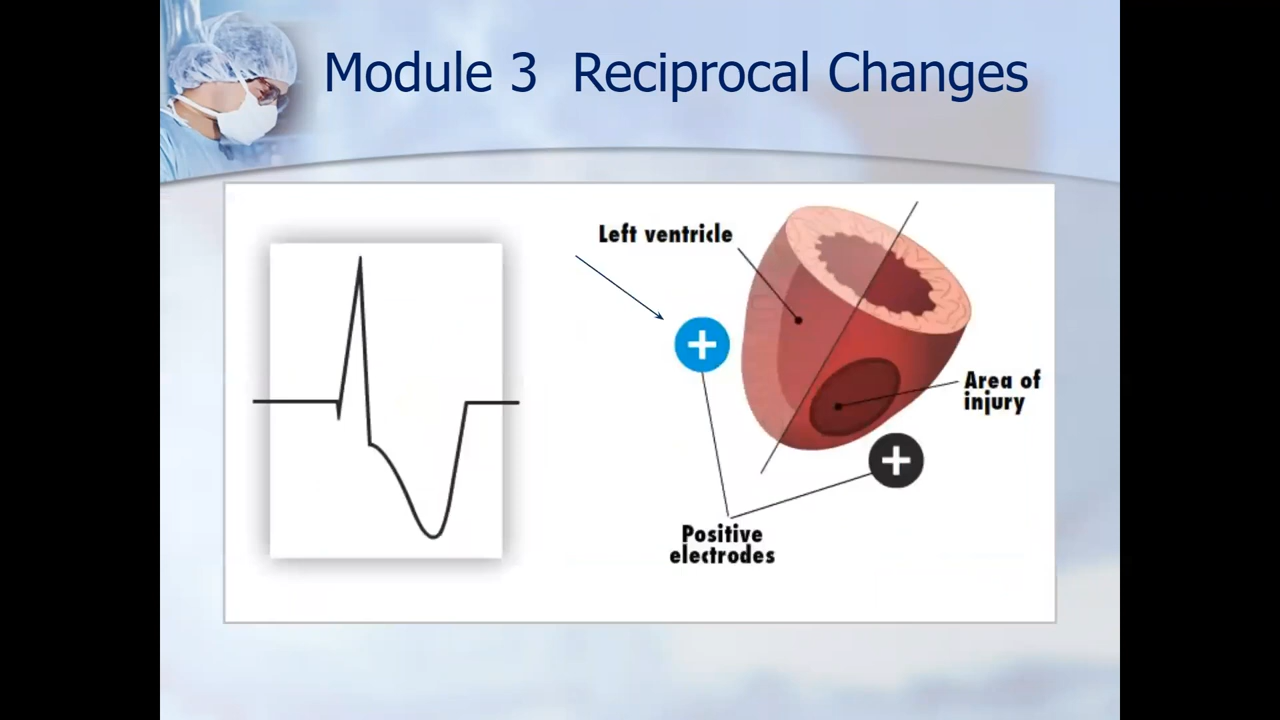 Module 3 Reciprocal Changes
Left ventricle
+
Area of
injury
+
Positive
electrodes